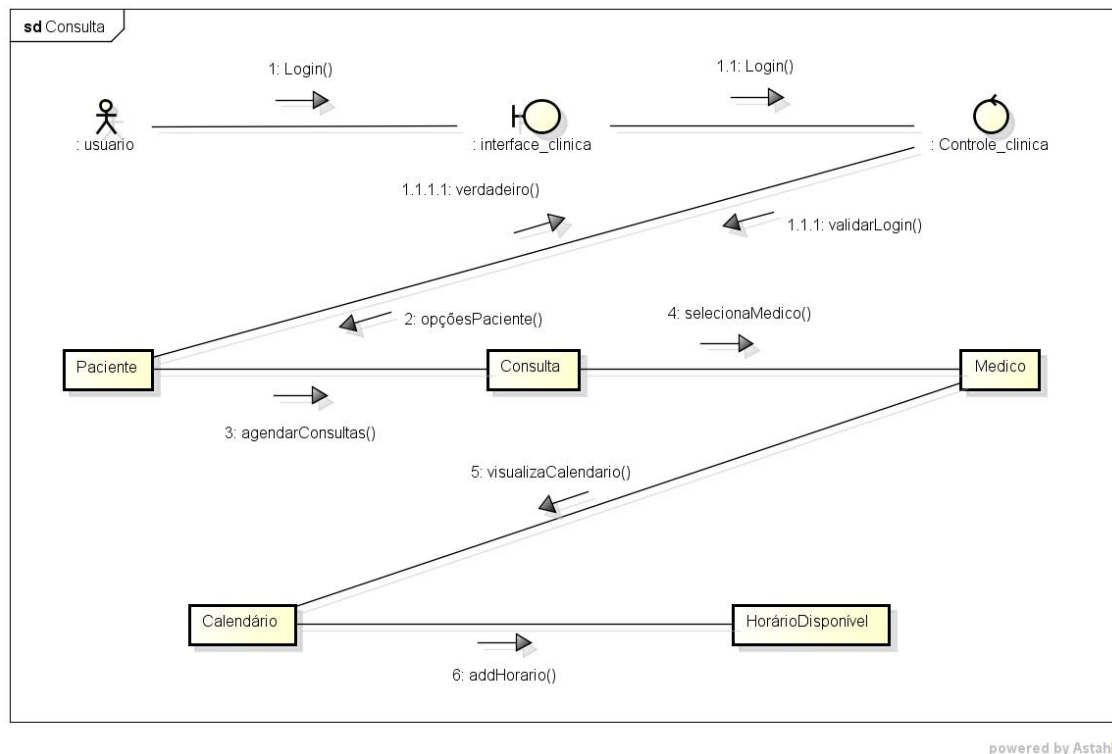 sd Consulta
1: Login()
1.1: Login()
: usuario
: interface_clinica
: Controle_clinica
1.1.1.1: verdadeiro()
1.1.1: validarLogin()
2: opçõesPaciente()
4: selecionaMedico()
Paciente
Consulta
Medico
3: agendarConsultas()
5: visualizaCalendario()
Calendário
HorárioDisponível
6: addHorario()
powered by Astah